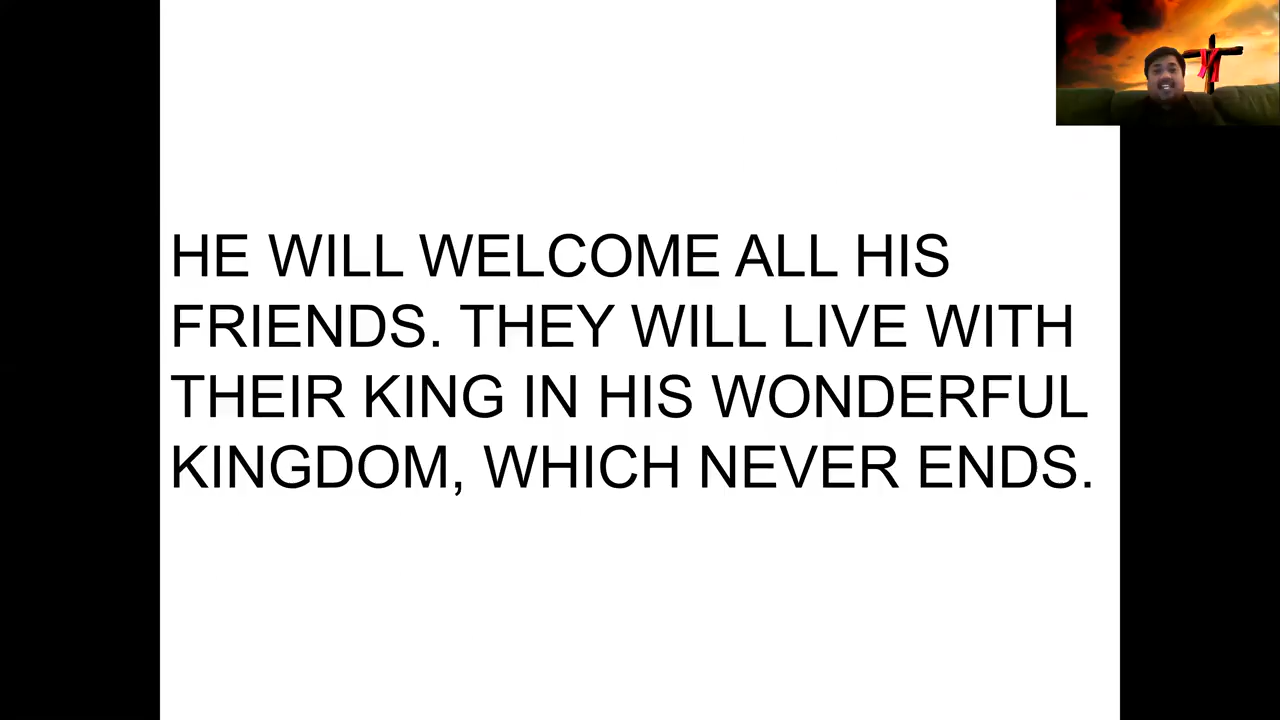 HE WILL WELCOME ALL HIS
FRIENDS. THEY WILL LIVE WITH
THEIR KING IN HIS WONDERFUL
KINGDOM, WHICH NEVER ENDS.